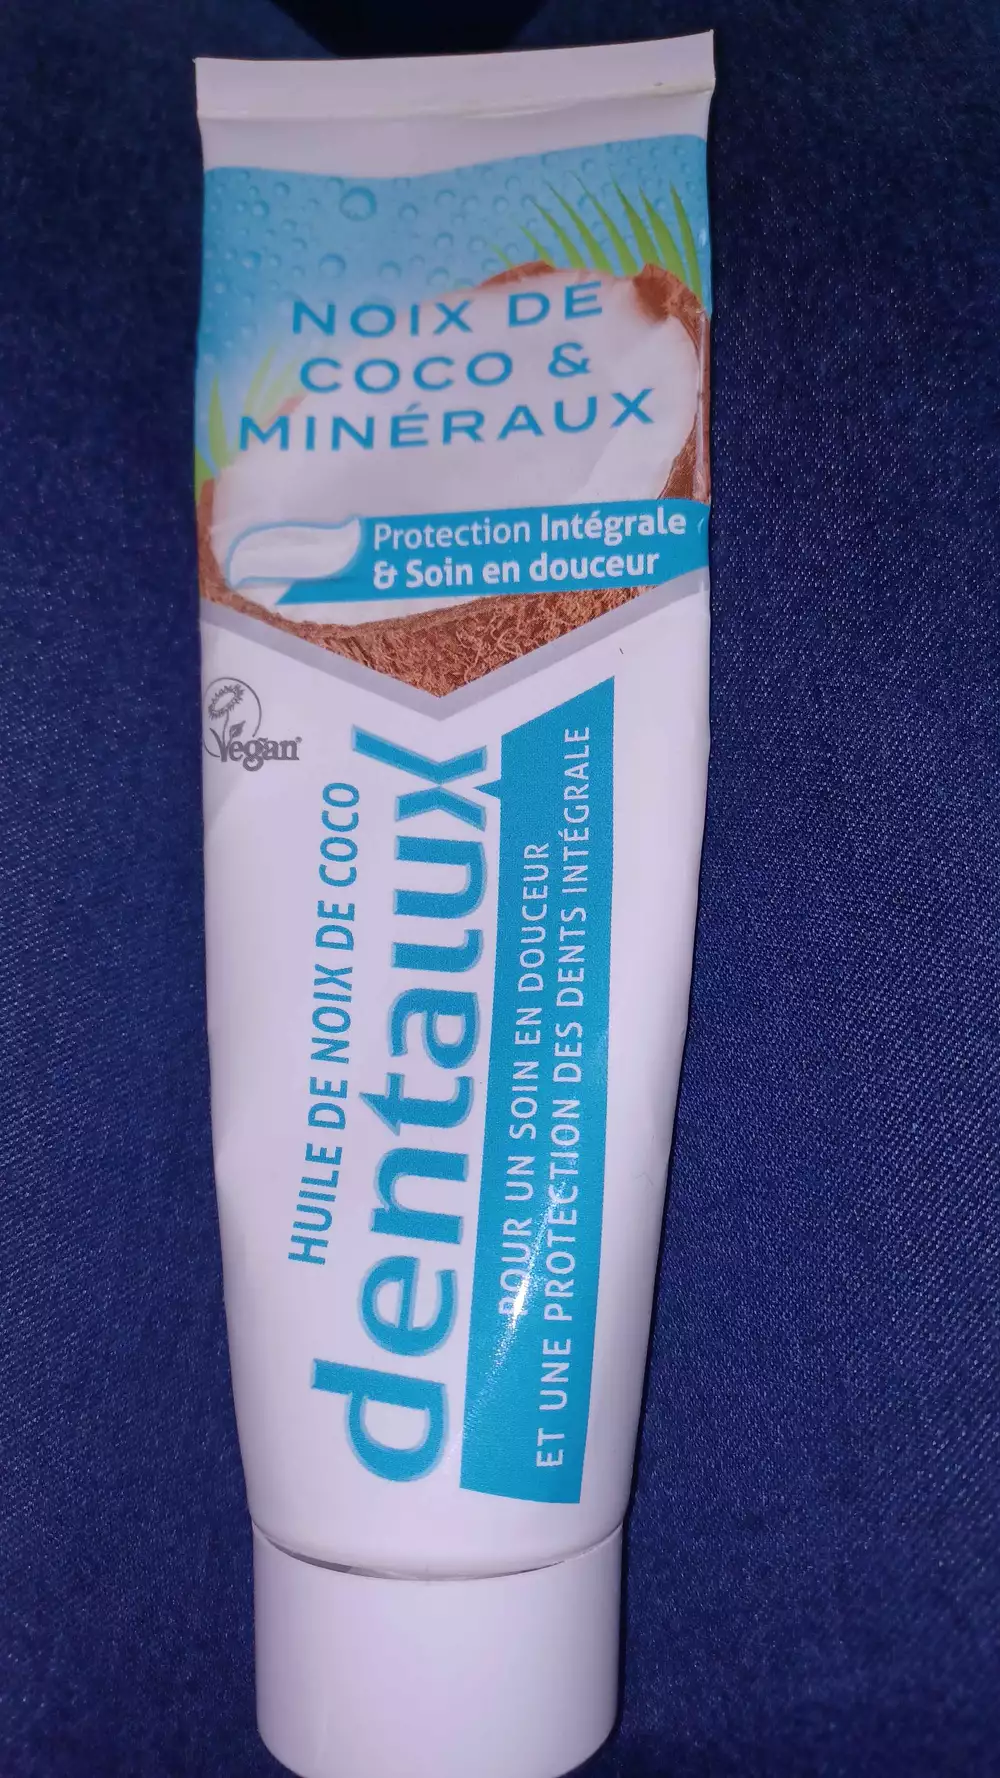 NOIX DE
COCO &
MINÉRAUX
Protection Intégrale
& Soin en douceur
Vegan
HUILE DE NOIX DE COCO
dentalux
POUR UN SOIN EN DOUCEUR
ET UNE PROTECTION DES DENTS INTÉGRALE